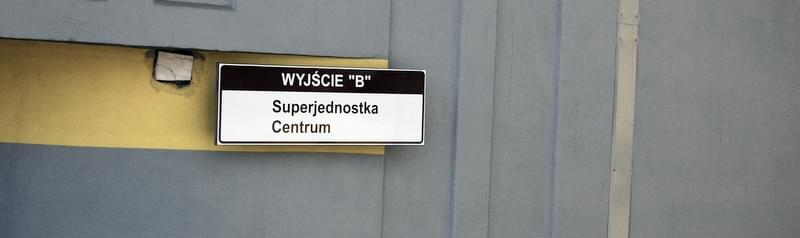 WYJŚCIE "B"
Superjednostka
Centrum